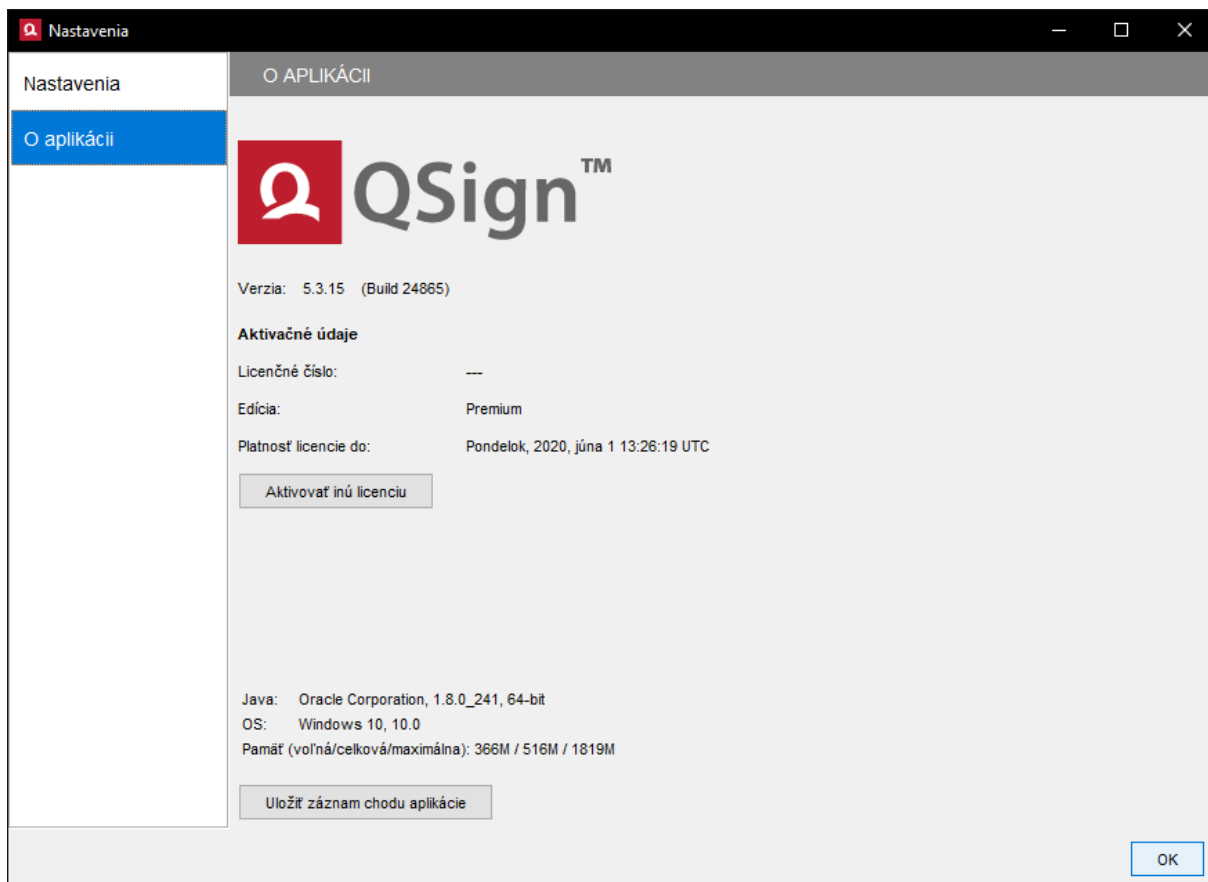 Nastavenia
Nastavenia
O aplikácii
O APLIKÁCII
QSign™
Verzia: 5.3.15 (Build 24865)
Aktivačné údaje
Licenčné číslo: ---
Edícia: Premium
Platnosť licencie do: Pondelok, 2020, júna 1 13:26:19 UTC
Aktivovať inú licenciu
Java: Oracle Corporation, 1.8.0_241, 64-bit
OS: Windows 10, 10.0
Pamäť (voľná/celková/maximálna): 366M / 516M / 1819M
Uložiť záznam chodu aplikácie
OK